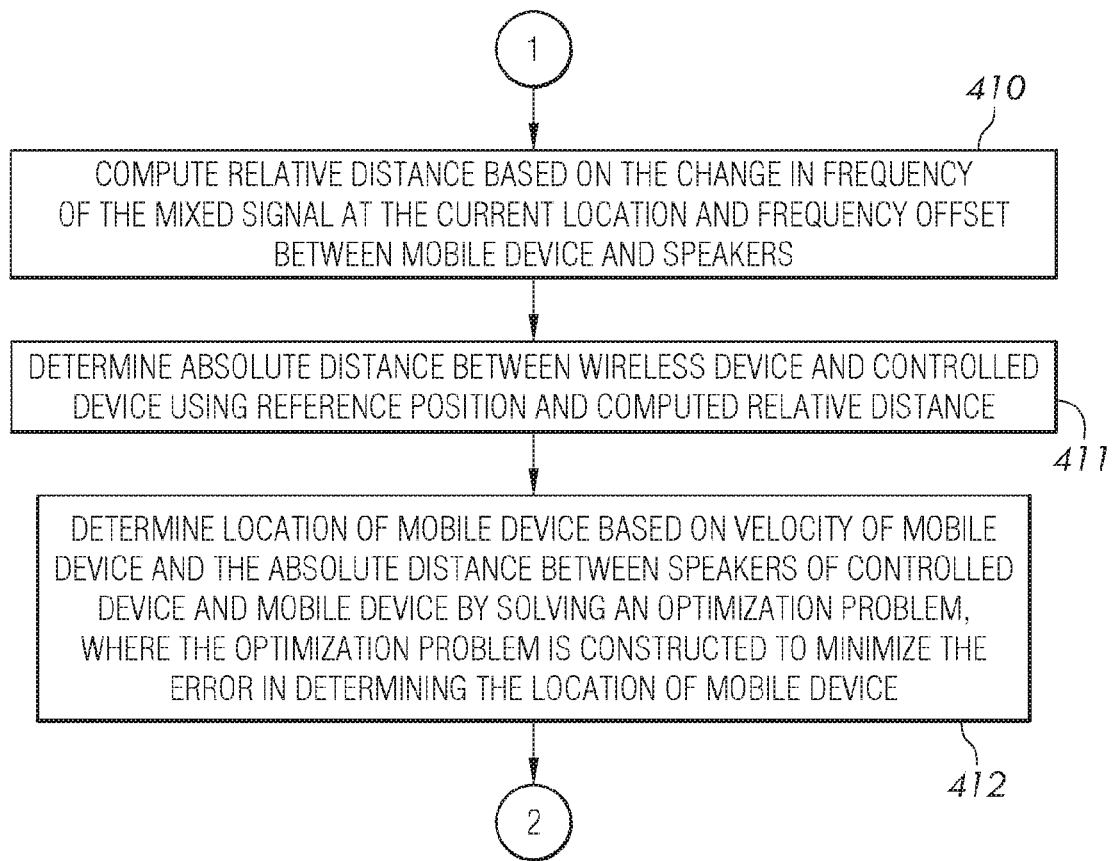 1
410
COMPUTE RELATIVE DISTANCE BASED ON THE CHANGE IN FREQUENCY
OF THE MIXED SIGNAL AT THE CURRENT LOCATION AND FREQUENCY OFFSET
BETWEEN MOBILE DEVICE AND SPEAKERS
DETERMINE ABSOLUTE DISTANCE BETWEEN WIRELESS DEVICE AND CONTROLLED
DEVICE USING REFERENCE POSITION AND COMPUTED RELATIVE DISTANCE
411
DETERMINE LOCATION OF MOBILE DEVICE BASED ON VELOCITY OF MOBILE
DEVICE AND THE ABSOLUTE DISTANCE BETWEEN SPEAKERS OF CONTROLLED
DEVICE AND MOBILE DEVICE BY SOLVING AN OPTIMIZATION PROBLEM,
WHERE THE OPTIMIZATION PROBLEM IS CONSTRUCTED TO MINIMIZE THE
ERROR IN DETERMINING THE LOCATION OF MOBILE DEVICE
412
2